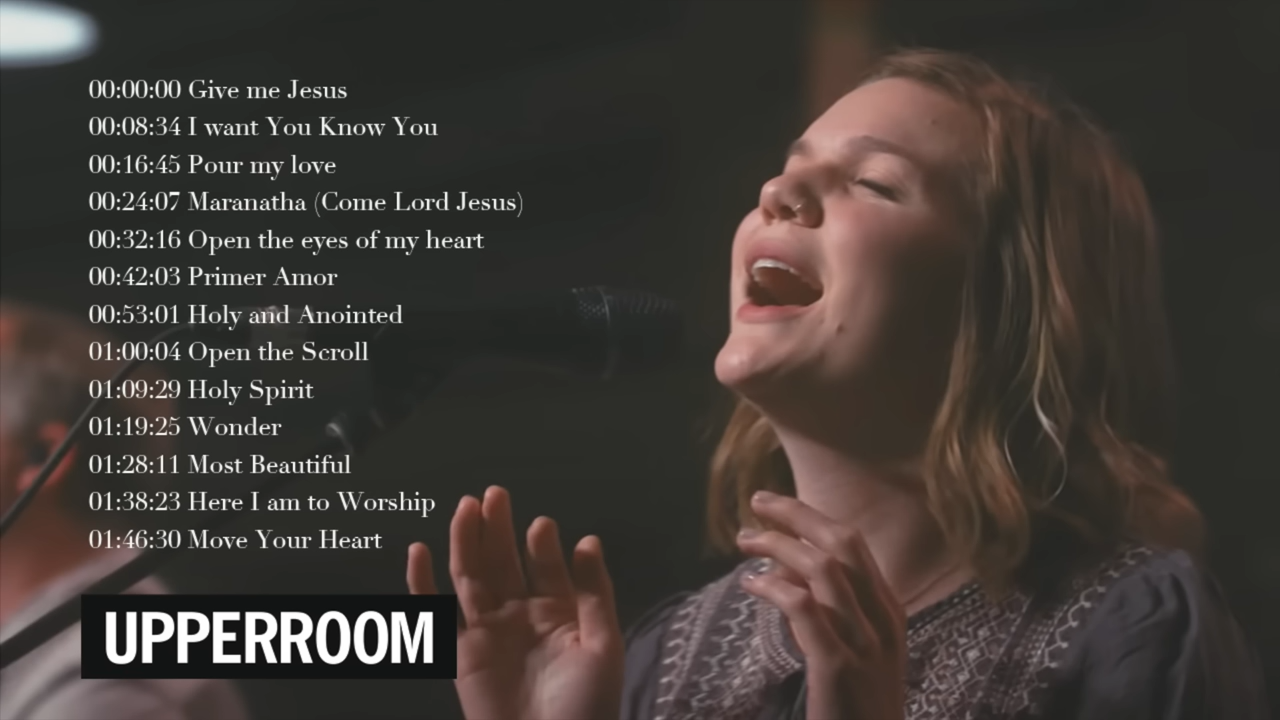 00:00:00 Give me Jesus
00:08:34 I want You Know You
00:16:45 Pour my love
00:24:07 Maranatha (Come Lord Jesus)
00:32:16 Open the eyes of my heart
00:42:03 Primer Amor
00:53:01 Holy and Anointed
01:00:04 Open the Scroll
01:09:29 Holy Spirit
01:19:25 Wonder
01:28:11 Most Beautiful
01:38:23 Here I am to Worship
01:46:30 Move Your Heart
UPPERROOM